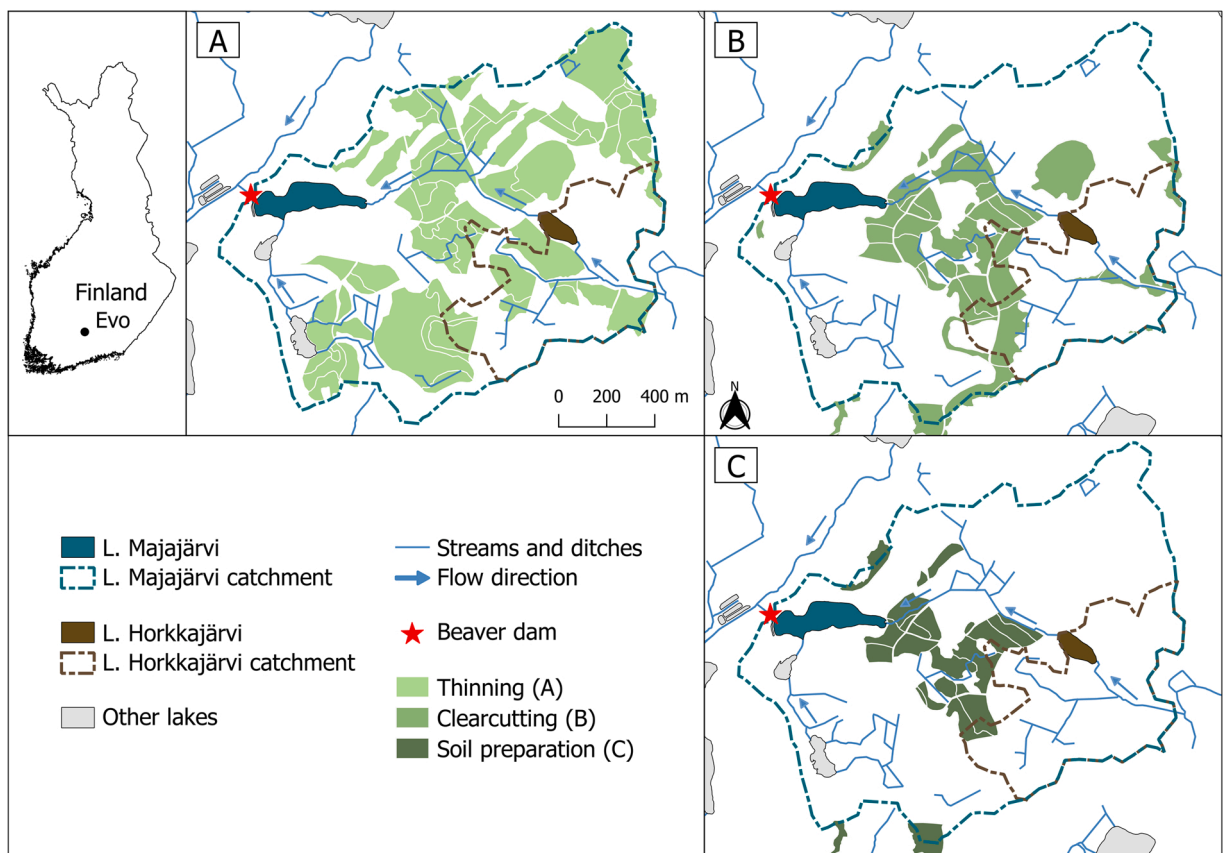 A
B
Finland
Evo
0 200 400 m
N
C
L. Majajärvi
L. Majajärvi catchment
L. Horkkajärvi
L. Horkkajärvi catchment
Other lakes
Streams and ditches
Flow direction
Beaver dam
Thinning (A)
Clearcutting (B)
Soil preparation (C)